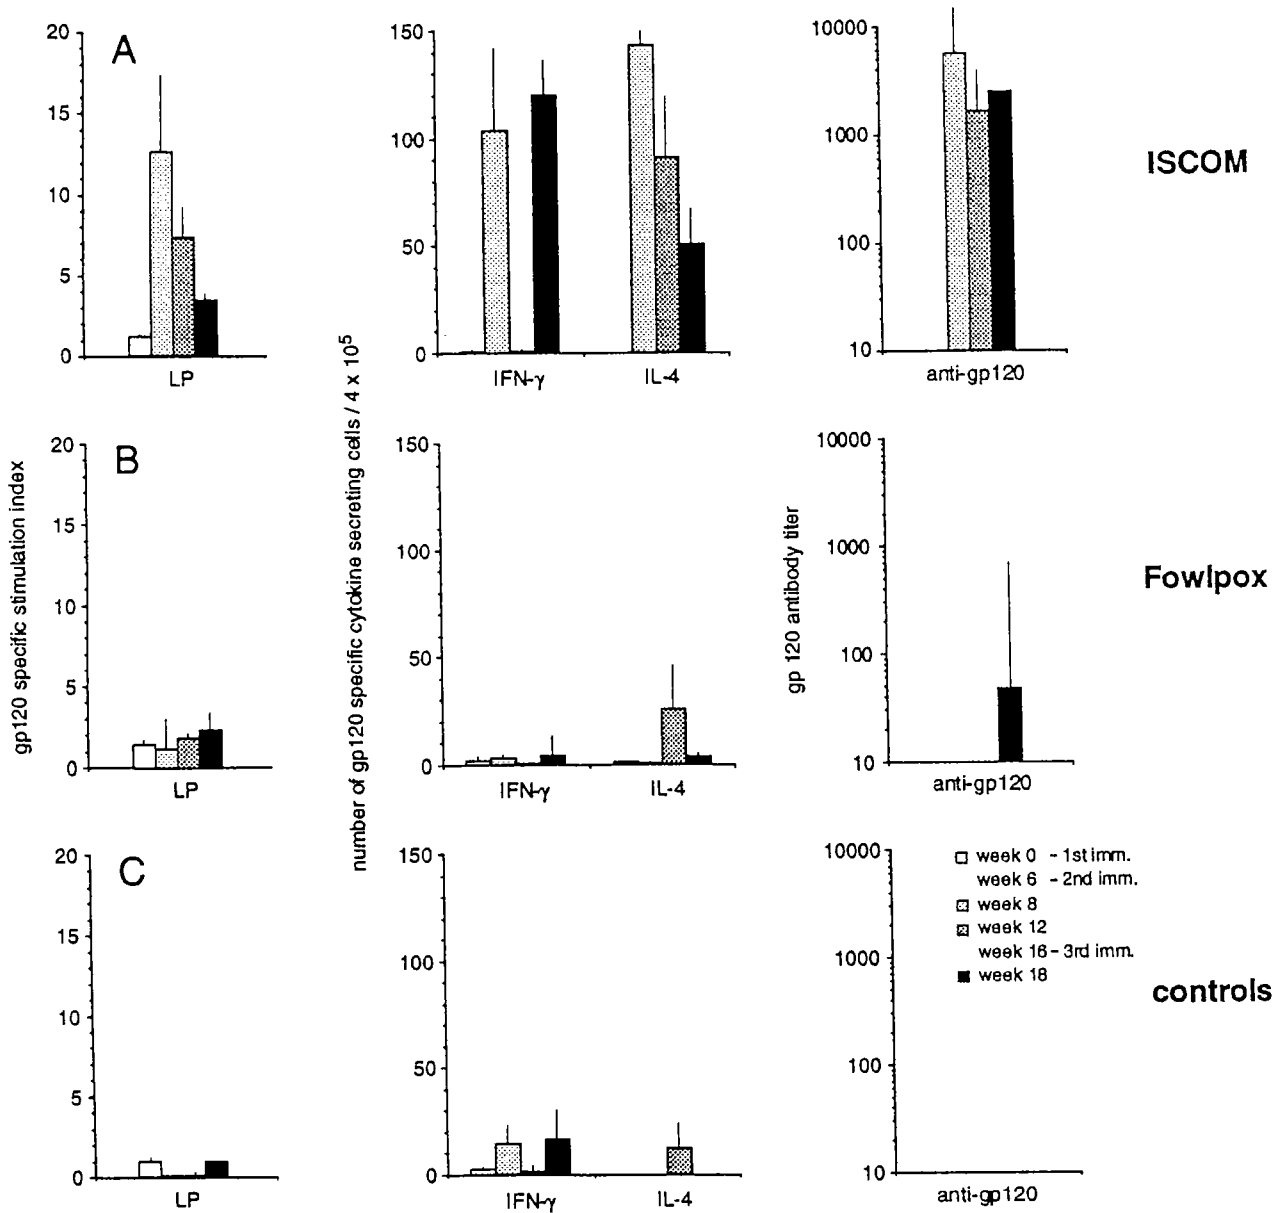 A
20
15
10
5
0
LP
150
100
50
0
IFN-γ
IL-4
10000
1000
100
10
anti-gp120
ISCOM
gp120 specific stimulation index
number of gp120 specific cytokine secreting cells / 4 x 10⁵
gp 120 antibody titer
B
20
15
10
5
0
LP
150
100
50
0
IFN-γ
IL-4
10000
1000
100
10
anti-gp120
Fowlpox
C
20
15
10
5
0
LP
150
100
50
0
IFN-γ
IL-4
10000
1000
100
10
anti-gp120
week 0 - 1st imm.
week 6 - 2nd imm.
week 8
week 12
week 16 - 3rd imm.
week 18
controls